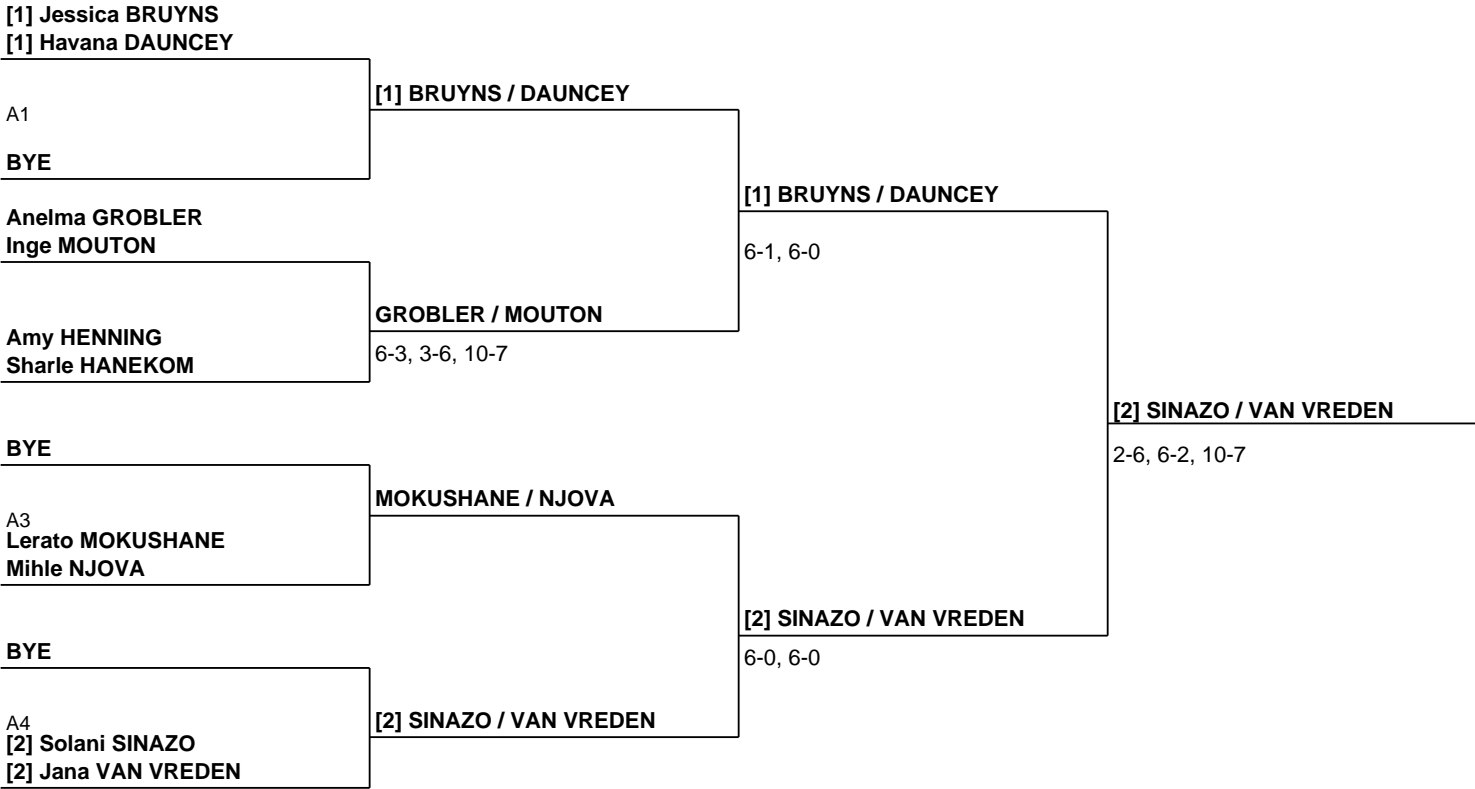 [1] Jessica BRUYNS
[1] Havana DAUNCEY
A1
BYE
Anelma GROBLER
Inge MOUTON
Amy HENNING
Sharle HANEKOM
BYE
A3
Lerato MOKUSHANE
Mihle NJOVA
BYE
A4
[2] Solani SINAZO
[2] Jana VAN VREDEN
[1] BRUYNS / DAUNCEY
GROBLER / MOUTON
6-3, 3-6, 10-7
MOKUSHANE / NJOVA
[2] SINAZO / VAN VREDEN
[1] BRUYNS / DAUNCEY
6-1, 6-0
[2] SINAZO / VAN VREDEN
6-0, 6-0
[2] SINAZO / VAN VREDEN
2-6, 6-2, 10-7